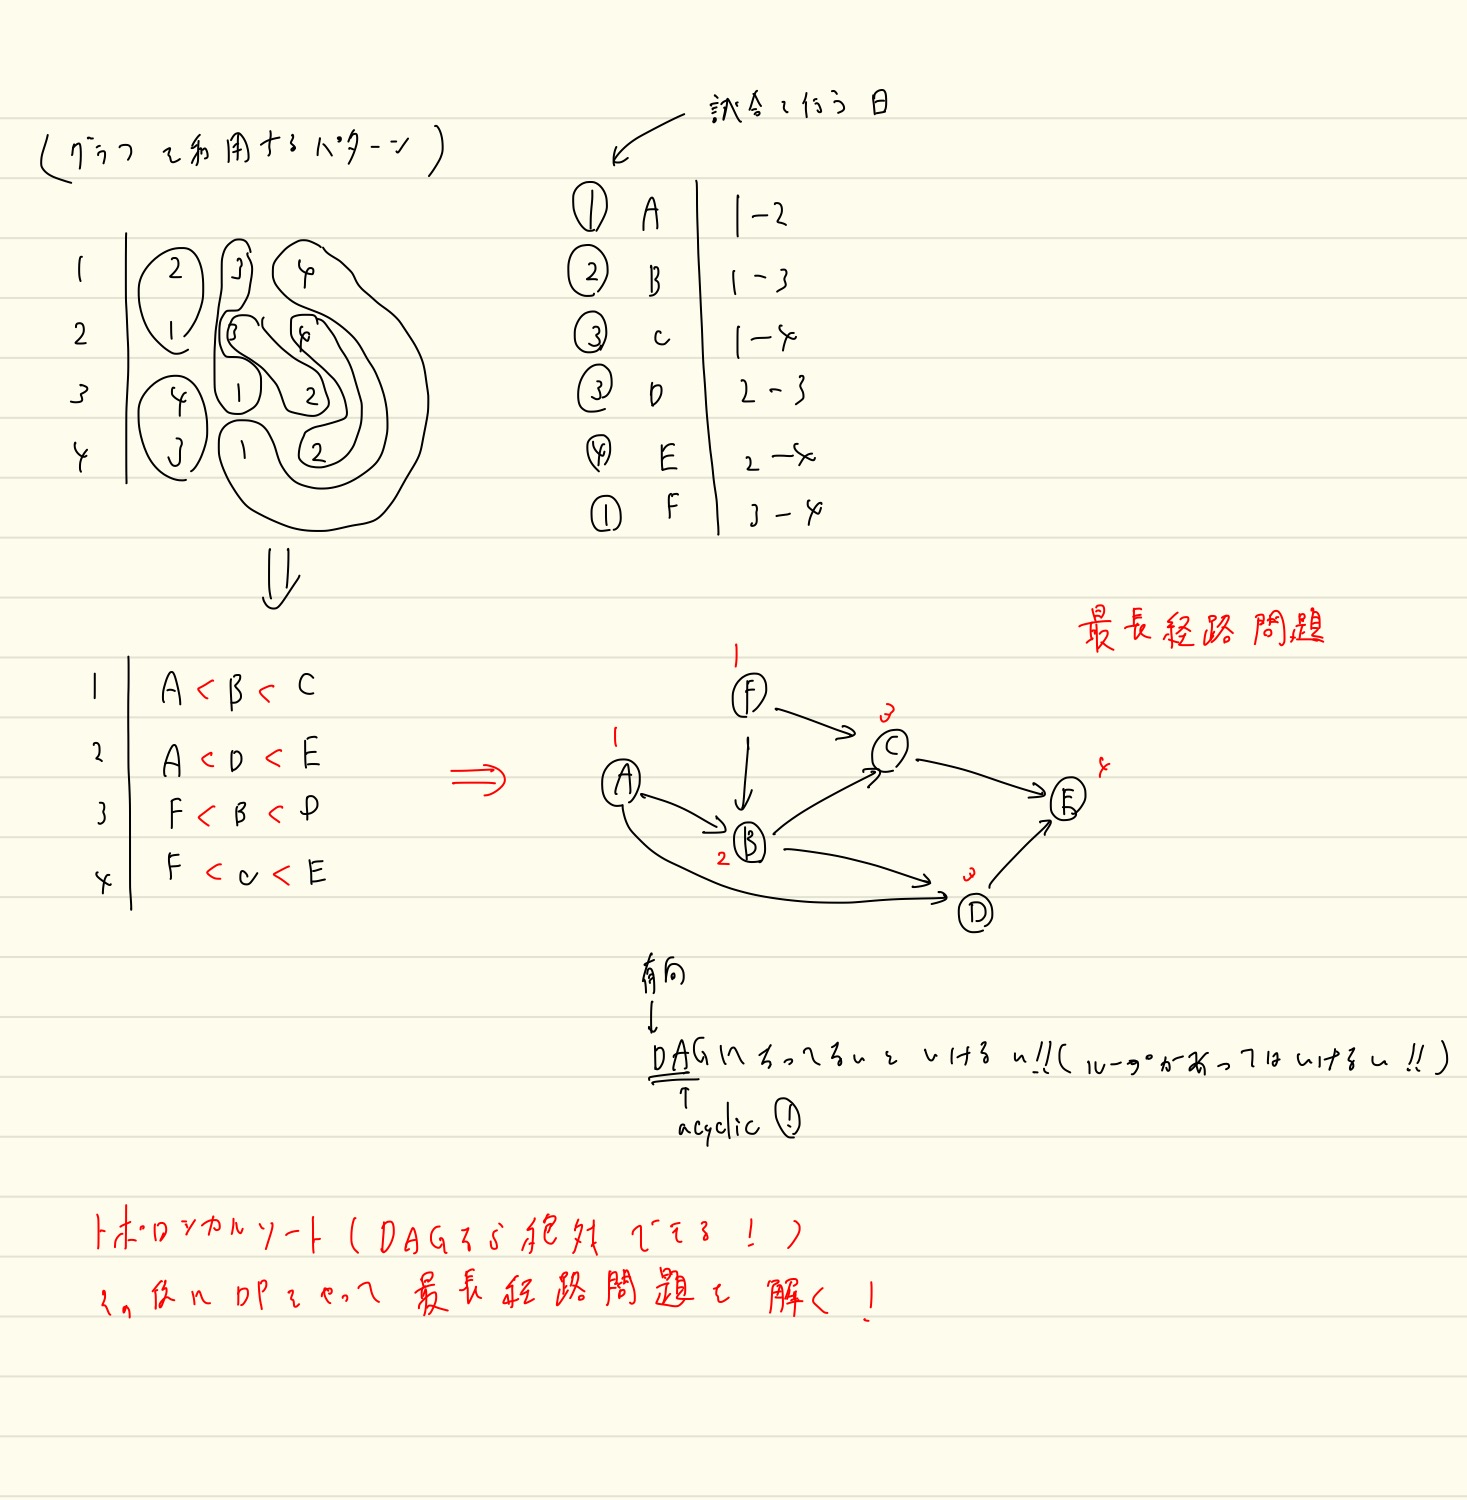 試合を行う日
(グラフを利用するパターン)
1 2 3 4
2 1 3 4
3 4 1 2
4 3 1 2
① A 1-2
② B 1-3
③ C 1-4
③ D 2-3
④ E 2-4
① F 3-4
最長経路問題
1 A < B < C
2 A < D < E
3 F < B < D
4 F < C < E
1
F
3
1
C
A
4
E
B
2
3
D
有向
↓
DAGになってないといけない!!(ループがあってはいけない!!)
↑
acyclic !
トポロジカルソート(DAGなら絶対できる!)
その後にDPをやって最長経路問題を解く!